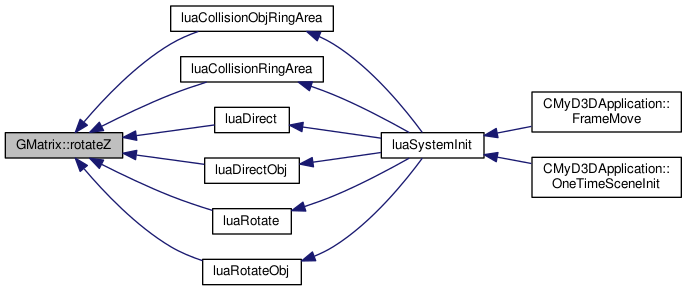 luaCollisionObjRingArea
luaCollisionRingArea
luaDirect
CMyD3DApplication::
FrameMove
GMatrix::rotateZ
luaSystemInit
luaDirectObj
CMyD3DApplication::
OneTimeSceneInit
luaRotate
luaRotateObj